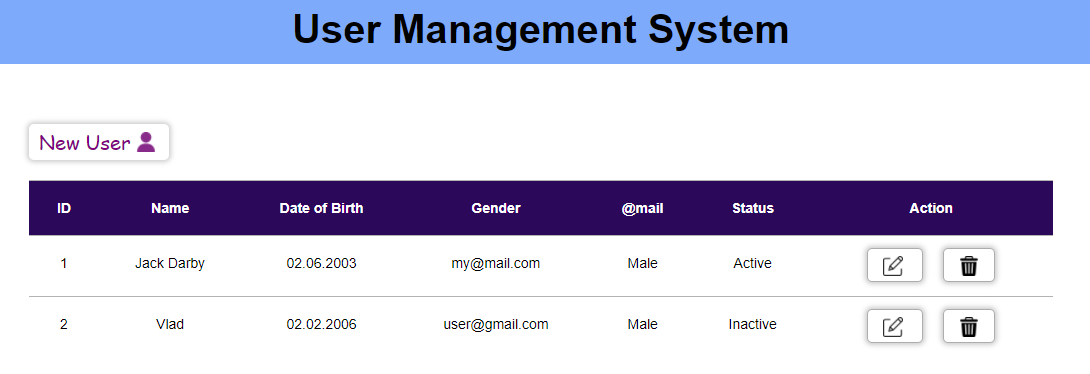 User Management System
New User
ID Name Date of Birth Gender @mail Status Action
1 Jack Darby 02.06.2003 my@mail.com Male Active
2 Vlad 02.02.2006 user@gmail.com Male Inactive